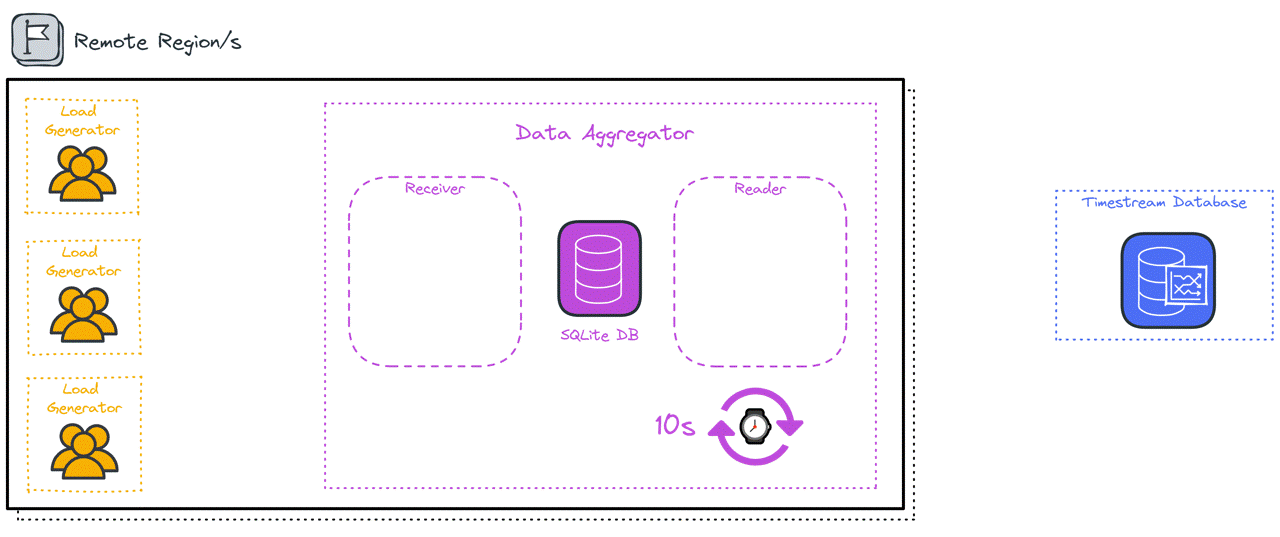 Remote Region/s
Load
Generator
Load
Generator
Load
Generator
Data Aggregator
Receiver
SQLite DB
Reader
10s
Timestream Database